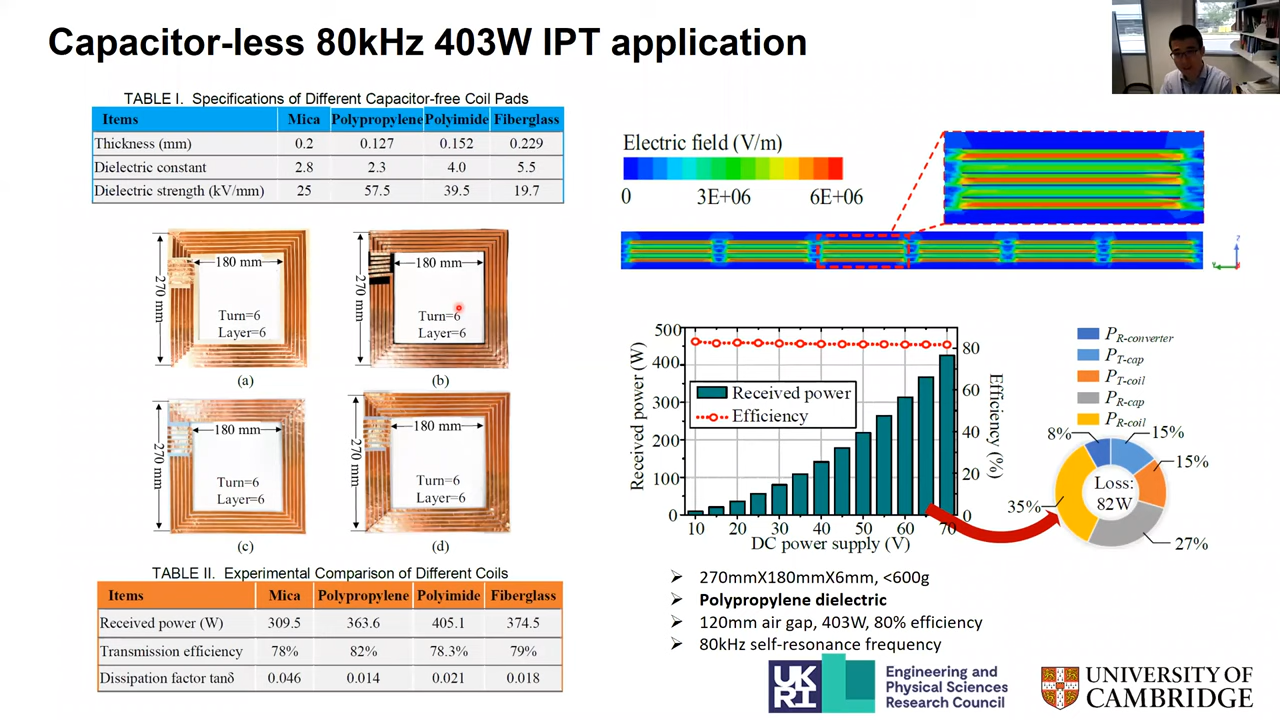 Capacitor-less 80kHz 403W IPT application
TABLE I. Specifications of Different Capacitor-free Coil Pads
Items Mica Polypropylene Polyimide Fiberglass
Thickness (mm) 0.2 0.127 0.152 0.229
Dielectric constant 2.8 2.3 4.0 5.5
Dielectric strength (kV/mm) 25 57.5 39.5 19.7
180 mm
270 mm
Turn=6
Layer=6
(a)
180 mm
270 mm
Turn=6
Layer=6
(b)
180 mm
270 mm
Turn=6
Layer=6
(c)
180 mm
270 mm
Turn=6
Layer=6
(d)
TABLE II. Experimental Comparison of Different Coils
Items Mica Polypropylene Polyimide Fiberglass
Received power (W) 309.5 363.6 405.1 374.5
Transmission efficiency 78% 82% 78.3% 79%
Dissipation factor tanδ 0.046 0.014 0.021 0.018
Electric field (V/m)
0 3E+06 6E+06
Received power (W)
500
400
300
200
100
0
Received power
Efficiency
80
60
40
20
0
Efficiency (%)
10 20 30 40 50 60 70
DC power supply (V)
P R-converter
P T-cap
P T-coil
P R-cap
P R-coil
8% 15%
15%
35%
27%
Loss:
82W
➢ 270mmX180mmX6mm, <600g
➢ Polypropylene dielectric
➢ 120mm air gap, 403W, 80% efficiency
➢ 80kHz self-resonance frequency
UK
RI
Engineering and
Physical Sciences
Research Council
UNIVERSITY OF
CAMBRIDGE